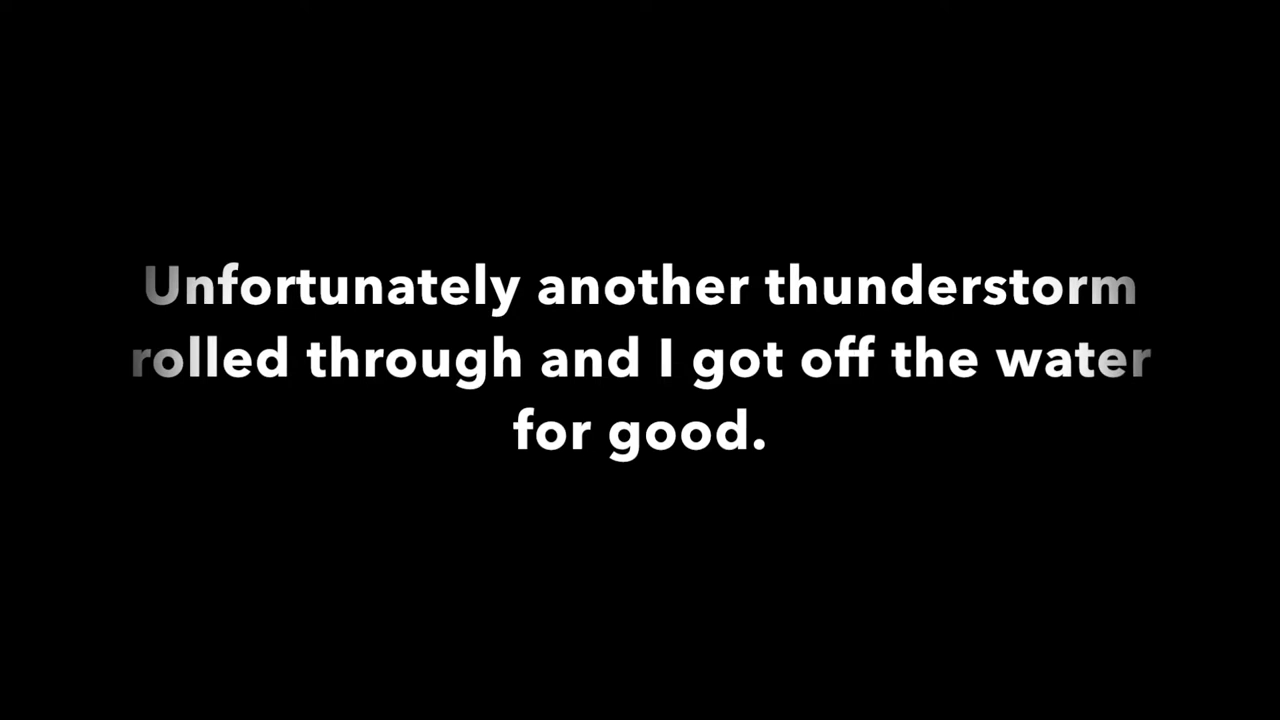 Unfortunately another thunderstorm
rolled through and I got off the water
for good.